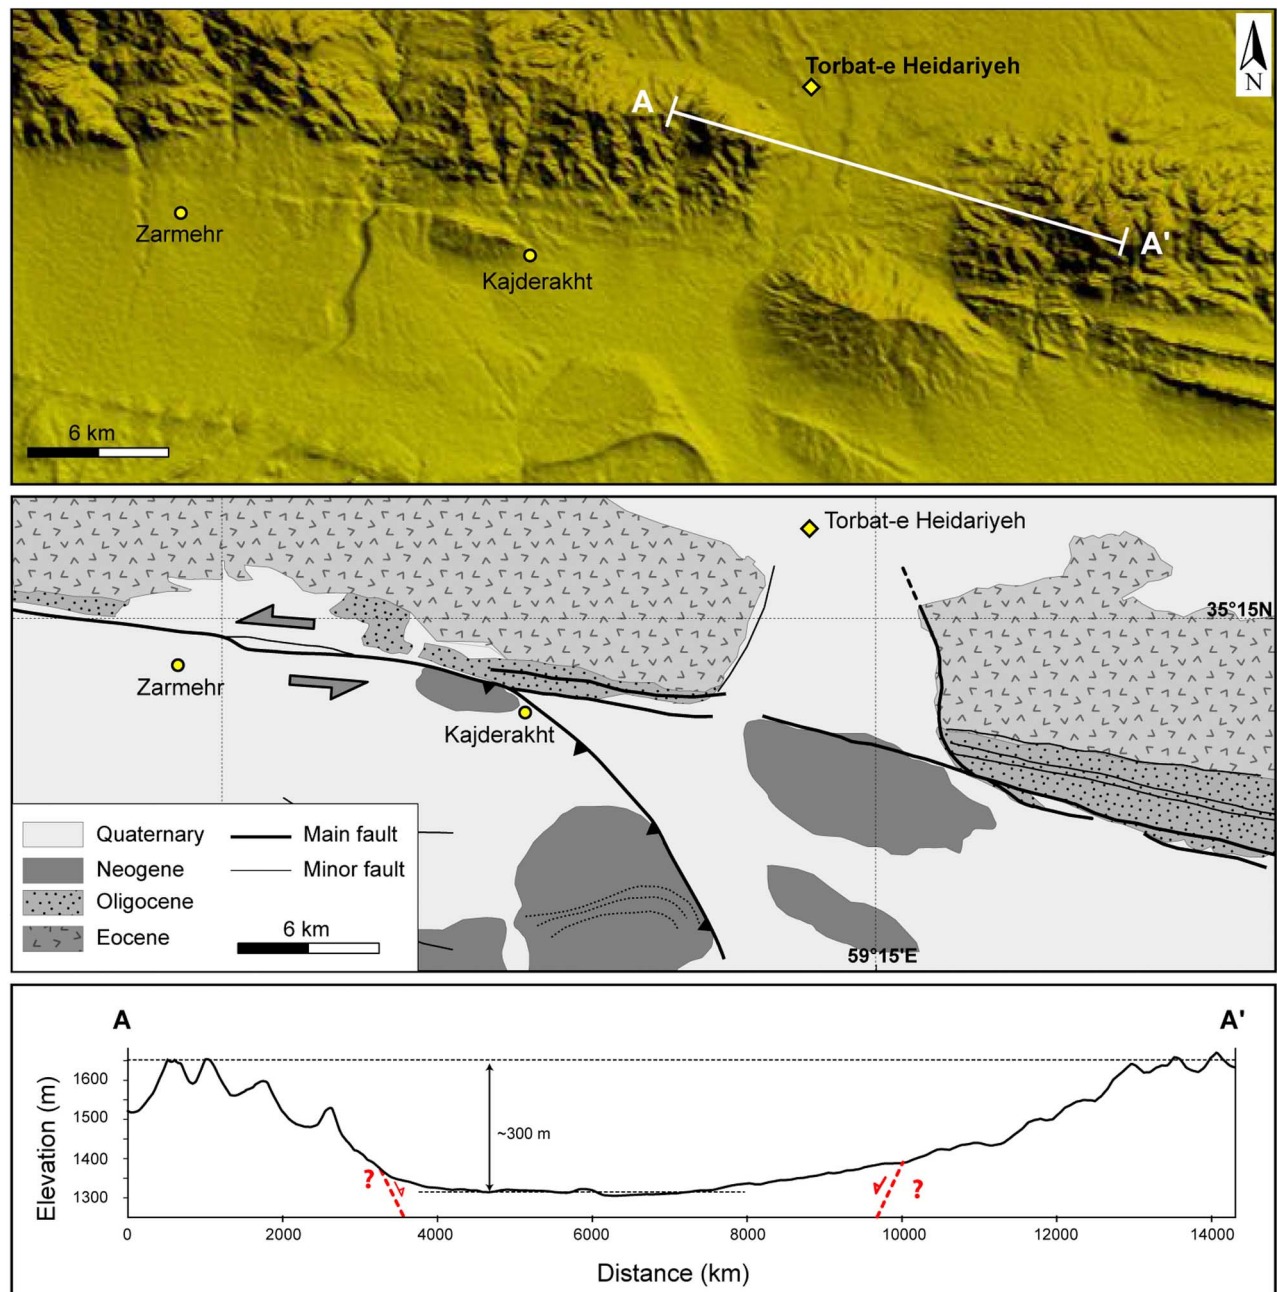 N
Torbat-e Heidariyeh
A
A'
Zarmehr
Kajderakht
6 km
Torbat-e Heidariyeh
35°15N
Zarmehr
Kajderakht
Quaternary
Main fault
Neogene
Minor fault
Oligocene
Eocene
6 km
59°15'E
A
A'
Elevation (m)
1600
1500
1400
1300
~300 m
?
?
0
2000
4000
6000
8000
10000
12000
14000
Distance (km)